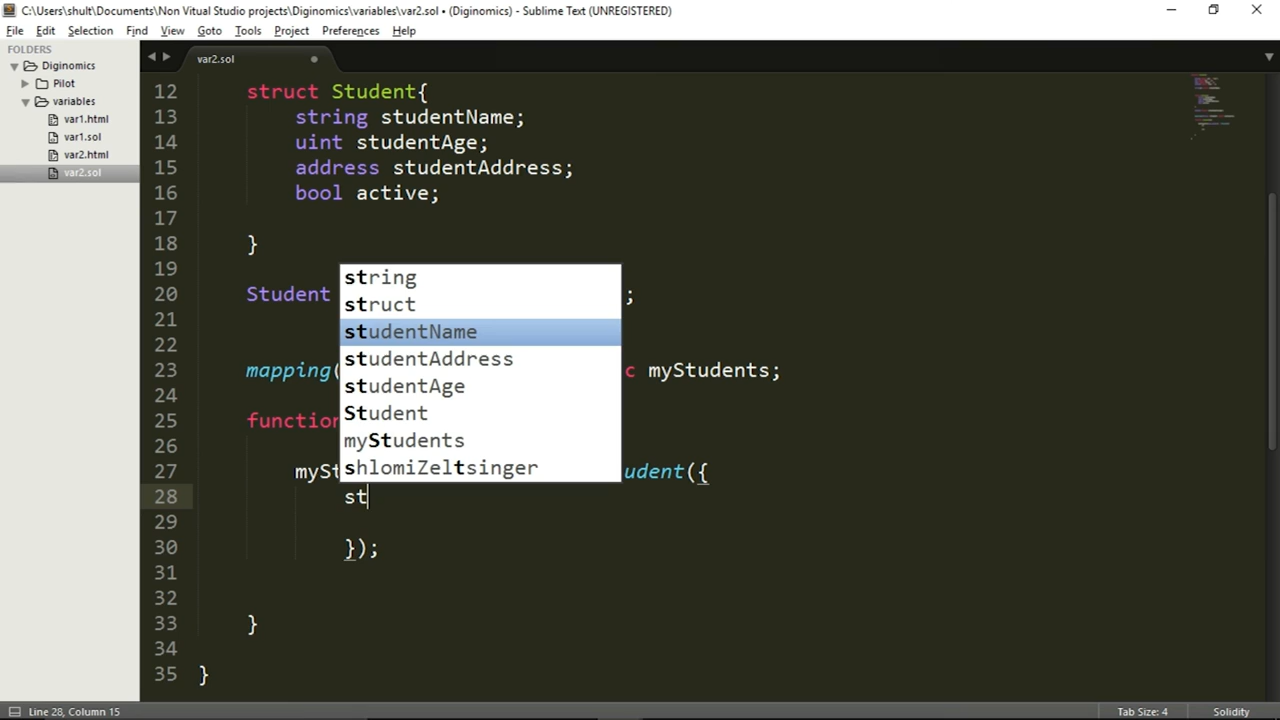 C:\Users\shult\Documents\Non Vitual Studio projects\Diginomics\variables\var2.sol • (Diginomics) - Sublime Text (UNREGISTERED)
File Edit Selection Find View Goto Tools Project Preferences Help
FOLDERS
Diginomics
Pilot
variables
var1.html
var1.sol
var2.html
var2.sol
var2.sol
12 struct Student{
13 string studentName;
14 uint studentAge;
15 address studentAddress;
16 bool active;
17
18 }
19
20 Student ;
21
22
23 mapping( c myStudents;
24
25 function
26
27 mySt udent({
28 st
29
30 });
31
32
33 }
34
35 }
string
struct
studentName
studentAddress
studentAge
Student
myStudents
shlomiZeltsinger
Line 28, Column 15 Tab Size: 4 Solidity